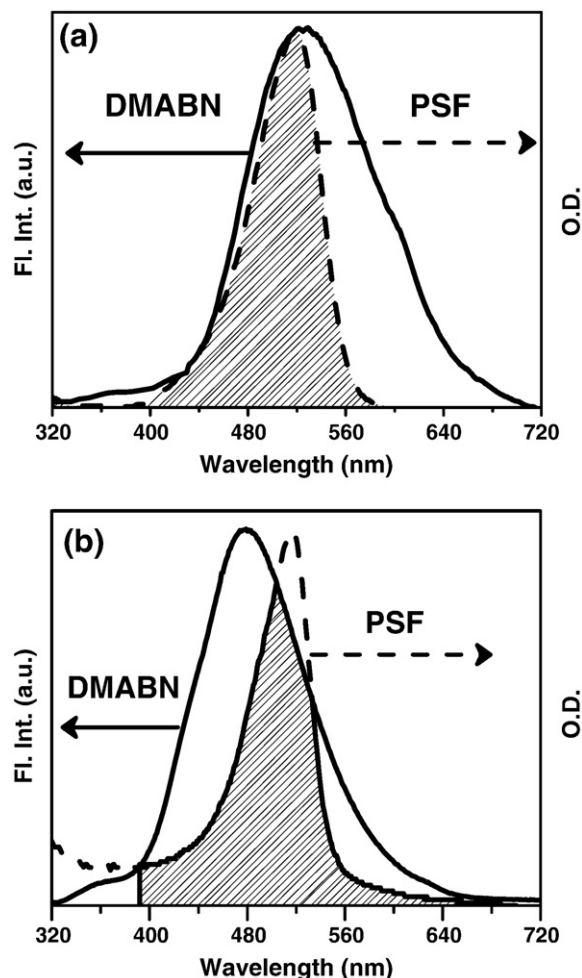 (a)
DMABN
PSF
Fl. Int. (a.u.)
O.D.
320 400 480 560 640 720
Wavelength (nm)
(b)
PSF
DMABN
Fl. Int. (a.u.)
O.D.
320 400 480 560 640 720
Wavelength (nm)